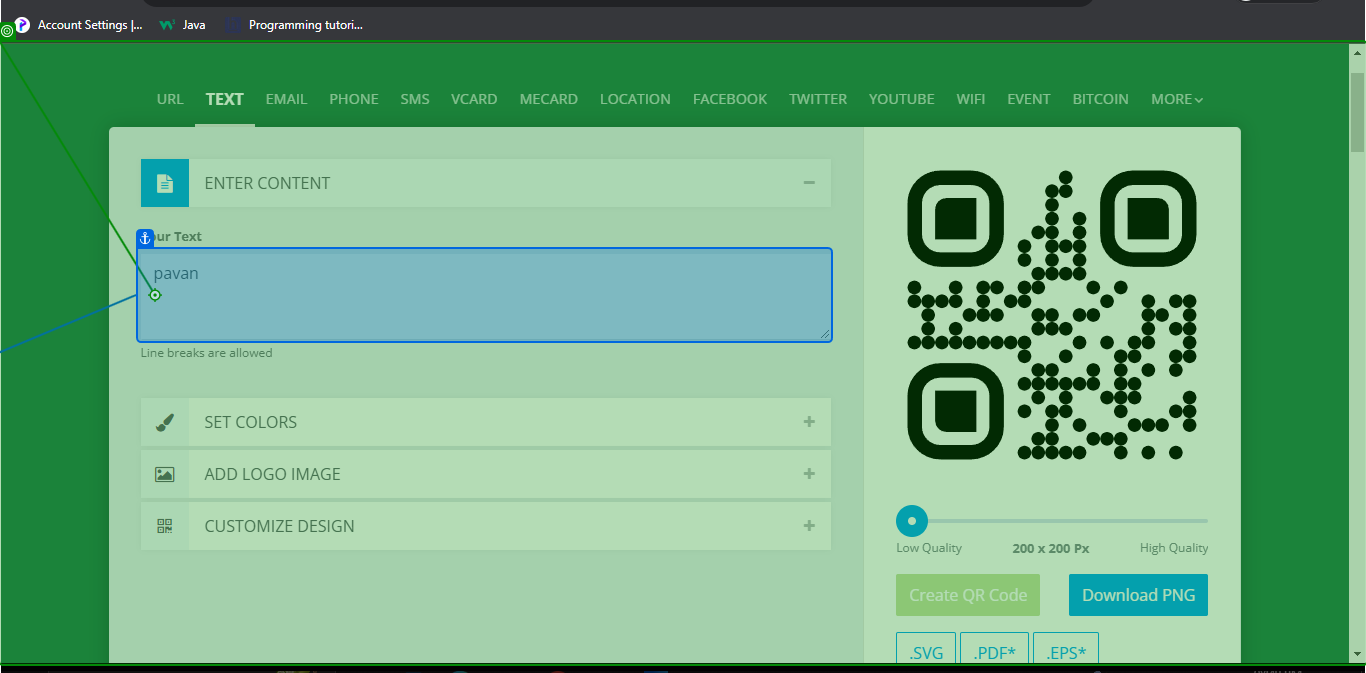 Account Settings |...
Java
Programming tutori...
URL
TEXT
EMAIL
PHONE
SMS
VCARD
MECARD
LOCATION
FACEBOOK
TWITTER
YOUTUBE
WIFI
EVENT
BITCOIN
MORE
ENTER CONTENT
our Text
pavan
Line breaks are allowed
SET COLORS
ADD LOGO IMAGE
CUSTOMIZE DESIGN
Low Quality
200 x 200 Px
High Quality
Create QR Code
Download PNG
.SVG
.PDF*
.EPS*